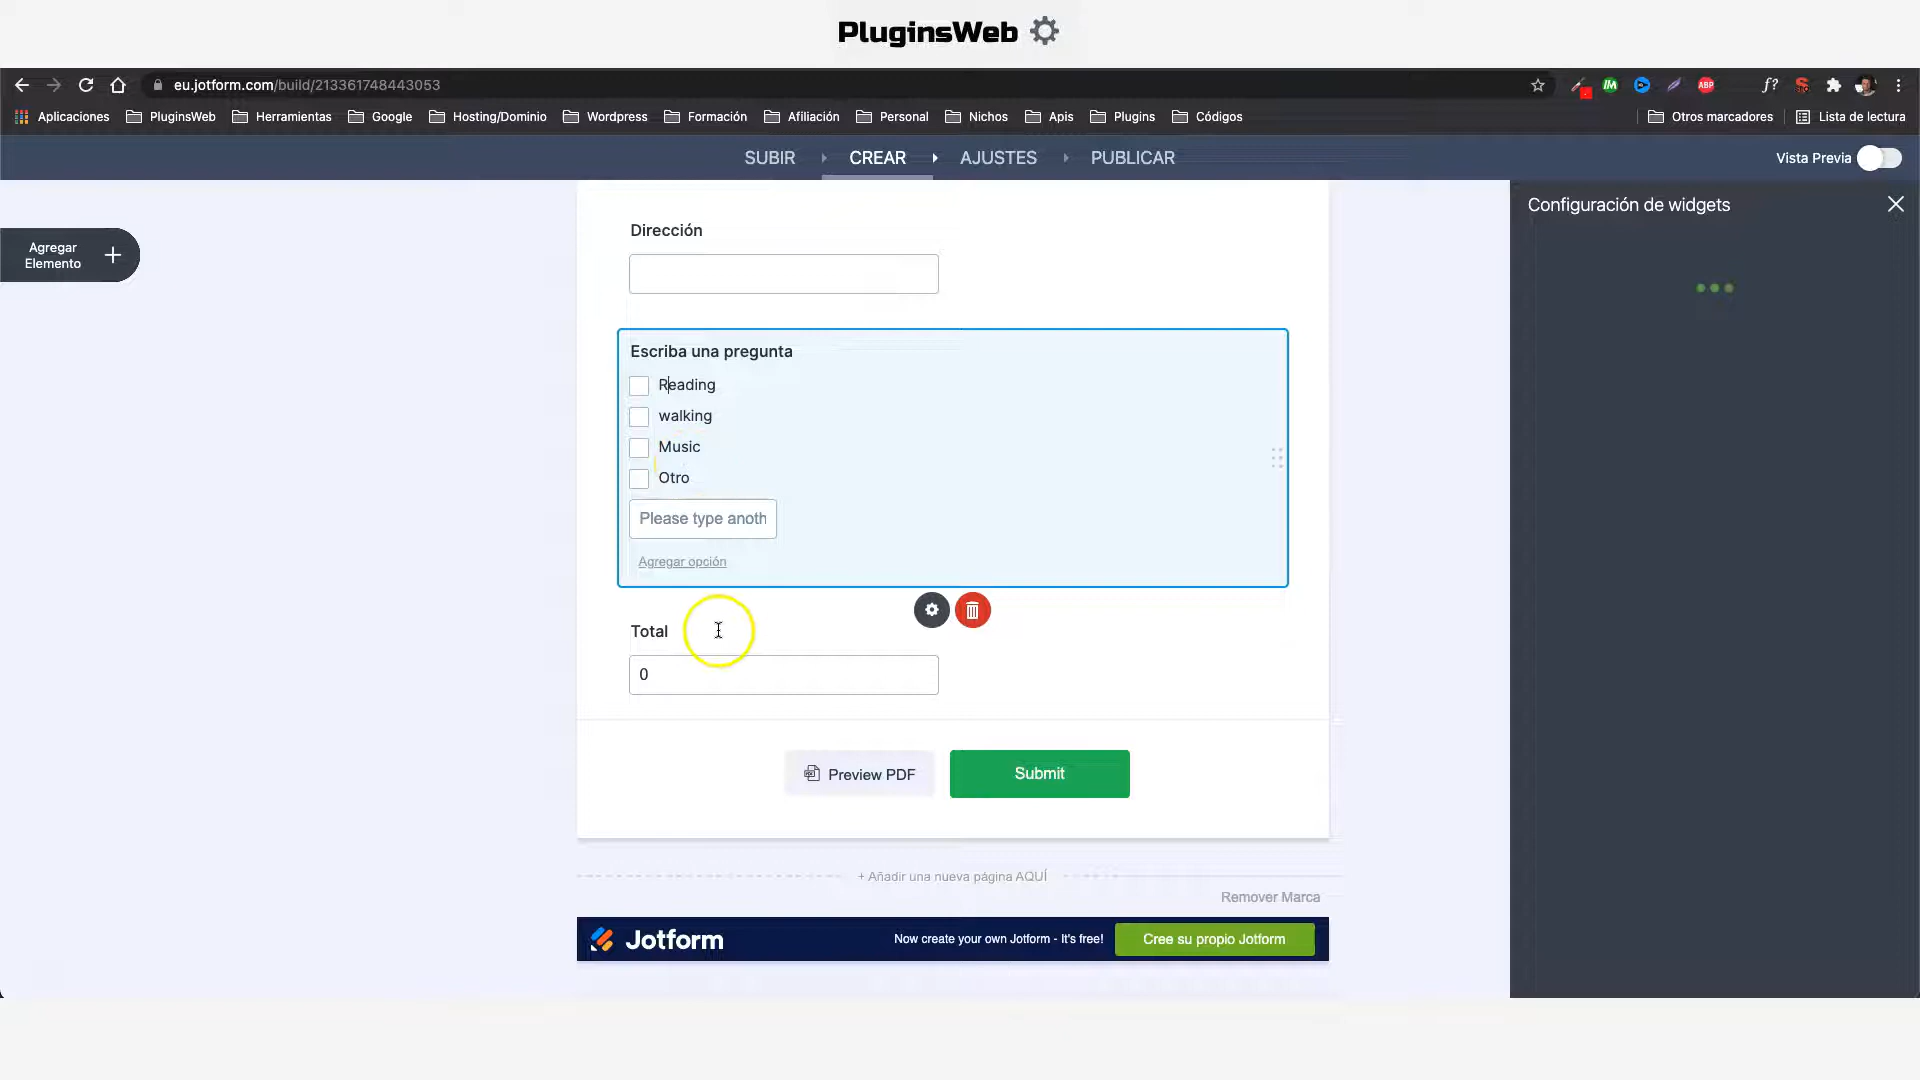 PluginsWeb
eu.jotform.com/build/213361748443053
ABP
f?
Aplicaciones PluginsWeb Herramientas Google Hosting/Dominio Wordpress Formación Afiliación Personal Nichos Apis Plugins Códigos Otros marcadores Lista de lectura
SUBIR CREAR AJUSTES PUBLICAR
Vista Previa
Configuración de widgets
Agregar
Elemento
Dirección
Escriba una pregunta
Reading
walking
Music
Otro
Please type anoth
Agregar opción
Total
0
Preview PDF
Submit
+ Añadir una nueva página AQUÍ
Remover Marca
Jotform
Now create your own Jotform - It's free!
Cree su propio Jotform